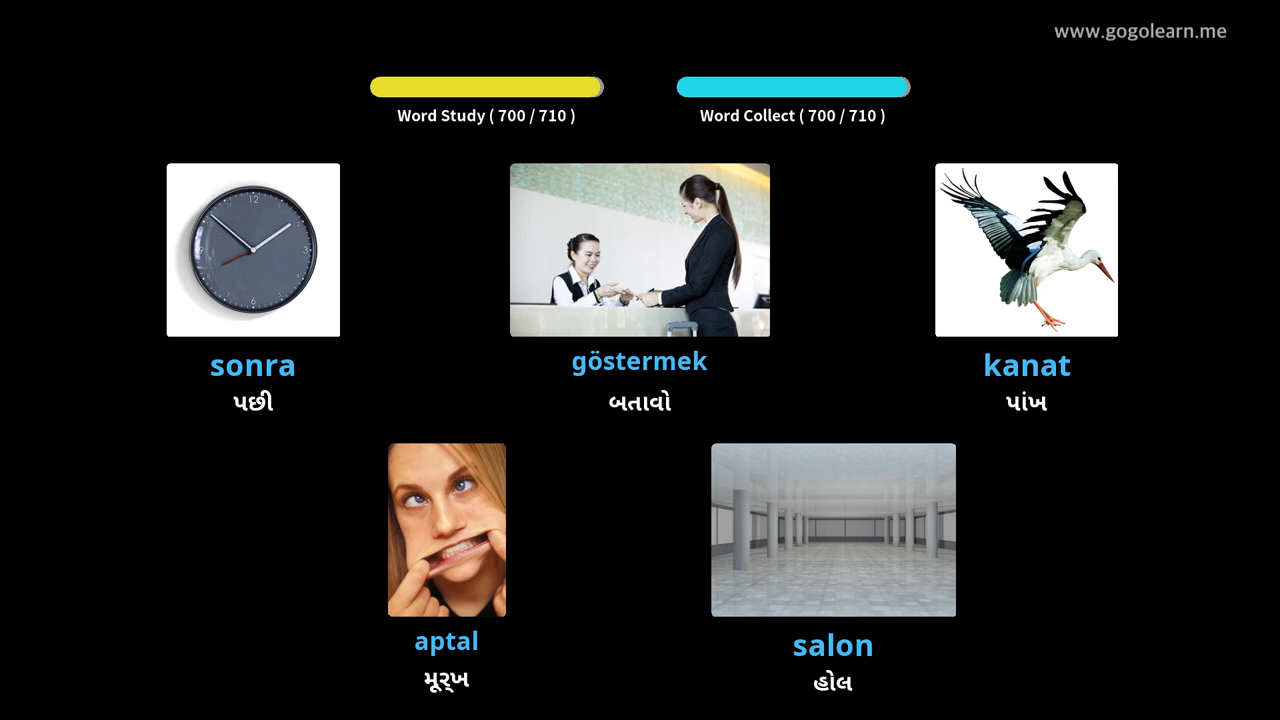 www.gogolearn.me
Word Study ( 700 / 710 )
Word Collect ( 700 / 710 )
sonra
પછી
göstermek
બતાવો
kanat
પાંખ
aptal
મૂર્ખ
salon
હોલ